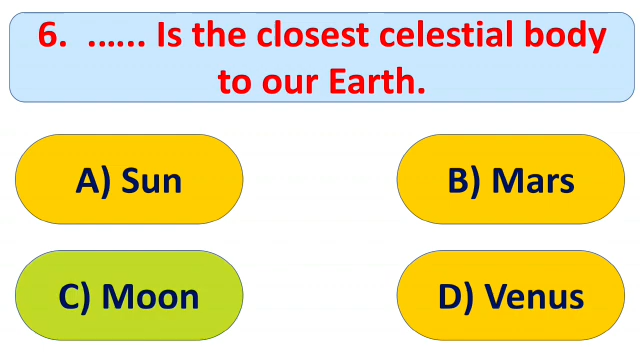 6. ...... Is the closest celestial body
to our Earth.
A) Sun
B) Mars
C) Moon
D) Venus